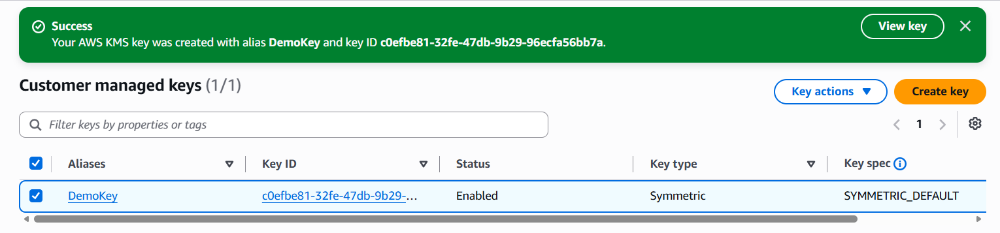 Success
View key
Your AWS KMS key was created with alias DemoKey and key ID c0efbe81-32fe-47db-9b29-96ecfa56bb7a.
Customer managed keys (1/1)
Key actions
Create key
Filter keys by properties or tags
1
Aliases Key ID Status Key type Key spec
DemoKey c0efbe81-32fe-47db-9b29-... Enabled Symmetric SYMMETRIC_DEFAULT